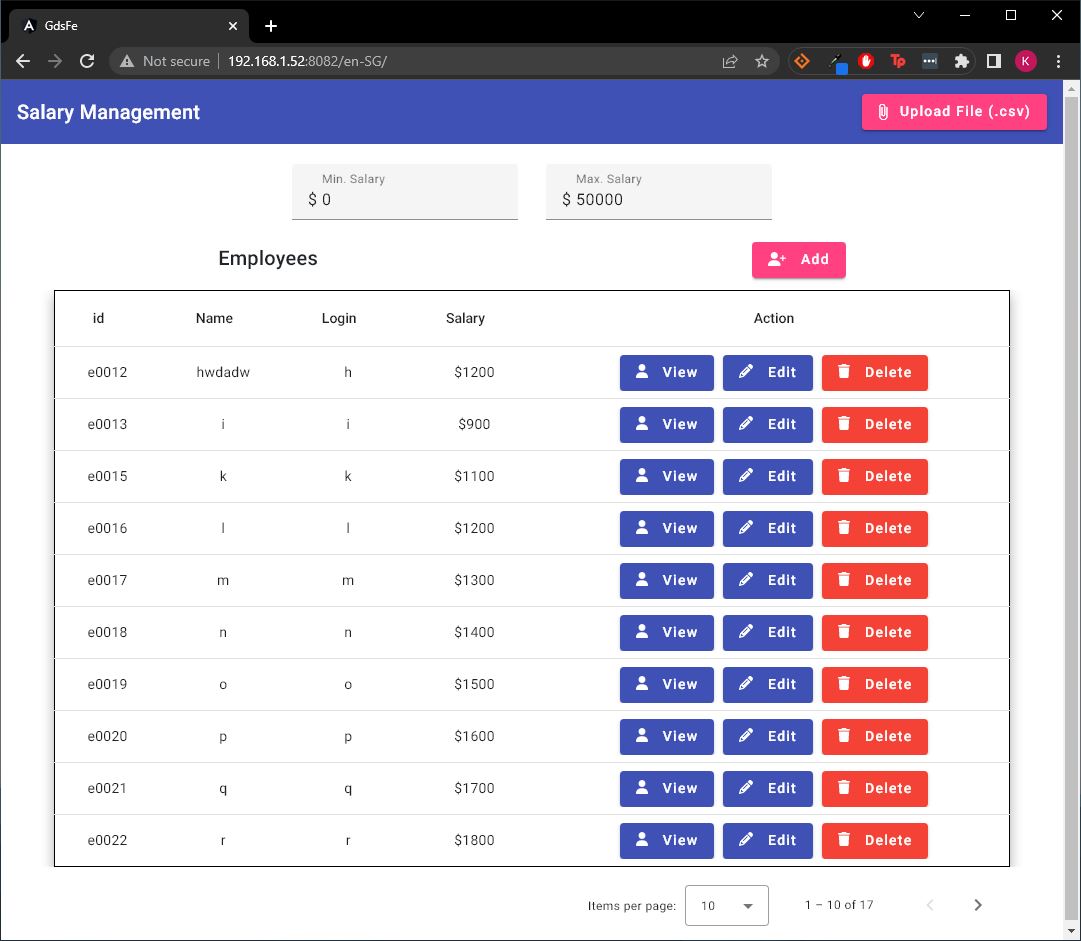 GdsFe
Not secure 192.168.1.52:8082/en-SG/
Tp
K
Salary Management Upload File (.csv)
Min. Salary Max. Salary
$ 0 $ 50000
Employees Add
id Name Login Salary Action
e0012 hwdadw h $1200 View Edit Delete
e0013 i i $900 View Edit Delete
e0015 k k $1100 View Edit Delete
e0016 l l $1200 View Edit Delete
e0017 m m $1300 View Edit Delete
e0018 n n $1400 View Edit Delete
e0019 o o $1500 View Edit Delete
e0020 p p $1600 View Edit Delete
e0021 q q $1700 View Edit Delete
e0022 r r $1800 View Edit Delete
Items per page: 10 1 – 10 of 17